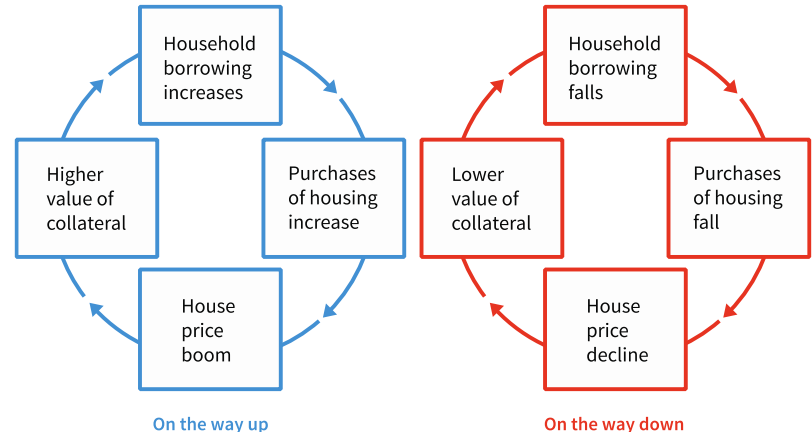 Household
borrowing
increases
Purchases
of housing
increase
House
price
boom
Higher
value of
collateral
On the way up
Household
borrowing
falls
Purchases
of housing
fall
House
price
decline
Lower
value of
collateral
On the way down